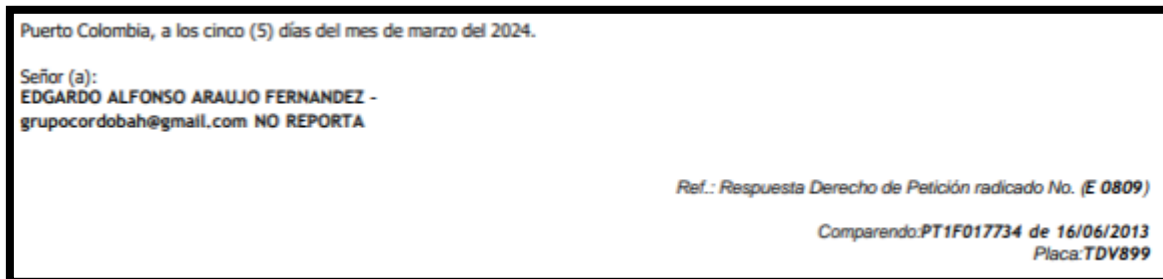 Puerto Colombia, a los cinco (5) días del mes de marzo del 2024.
Señor (a):
EDGARDO ALFONSO ARAUJO FERNANDEZ -
grupocordobah@gmail.com NO REPORTA
Ref.: Respuesta Derecho de Petición radicado No. (E 0809)
Comparendo:PT1F017734 de 16/06/2013
Placa:TDV899